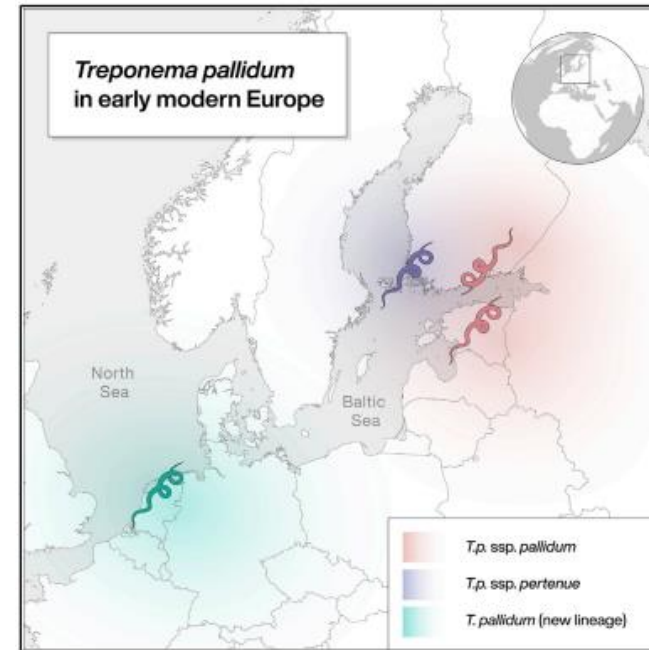 Treponema pallidum
in early modern Europe
North
Sea
Baltic
Sea
T.p. ssp. pallidum
T.p. ssp. pertenue
T. pallidum (new lineage)